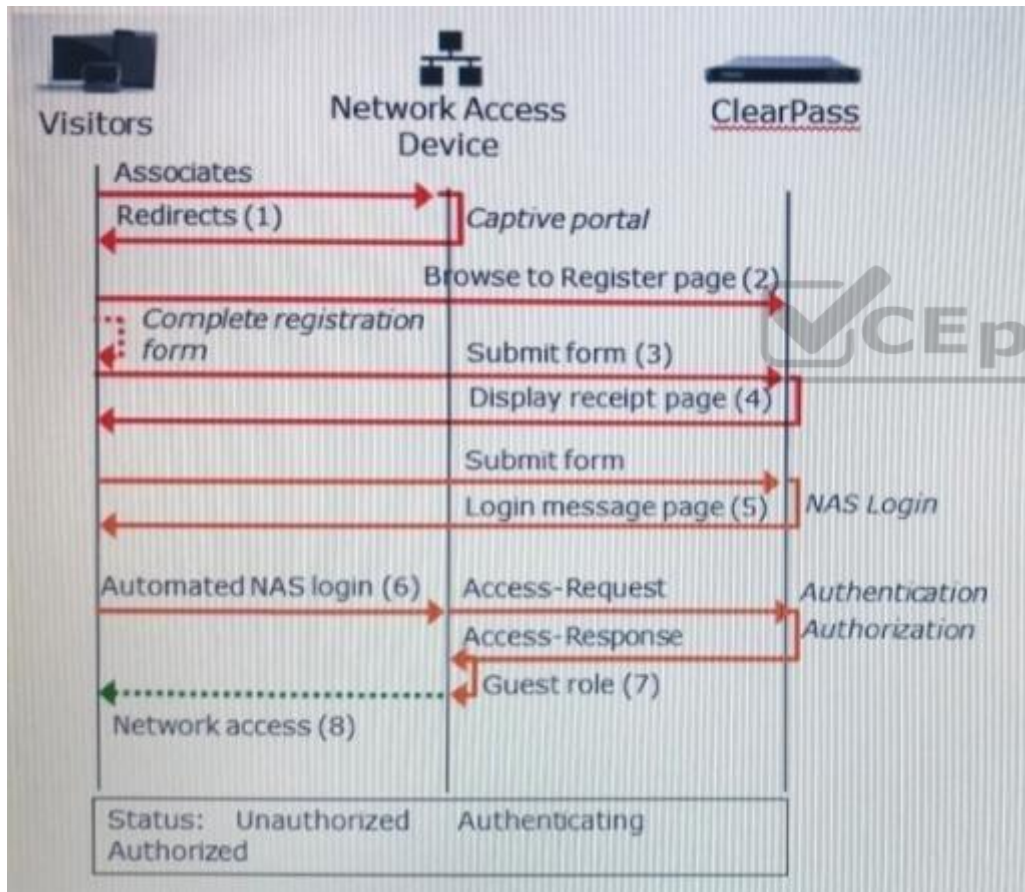 Visitors
Network Access
Device
ClearPass
Associates
Redirects (1)
Captive portal
Browse to Register page (2)
Complete registration
form
Submit form (3)
Display receipt page (4)
Submit form
Login message page (5)
NAS Login
Automated NAS login (6)
Access-Request
Authentication
Access-Response
Authorization
Guest role (7)
Network access (8)
Status: Unauthorized Authenticating
Authorized
CEp